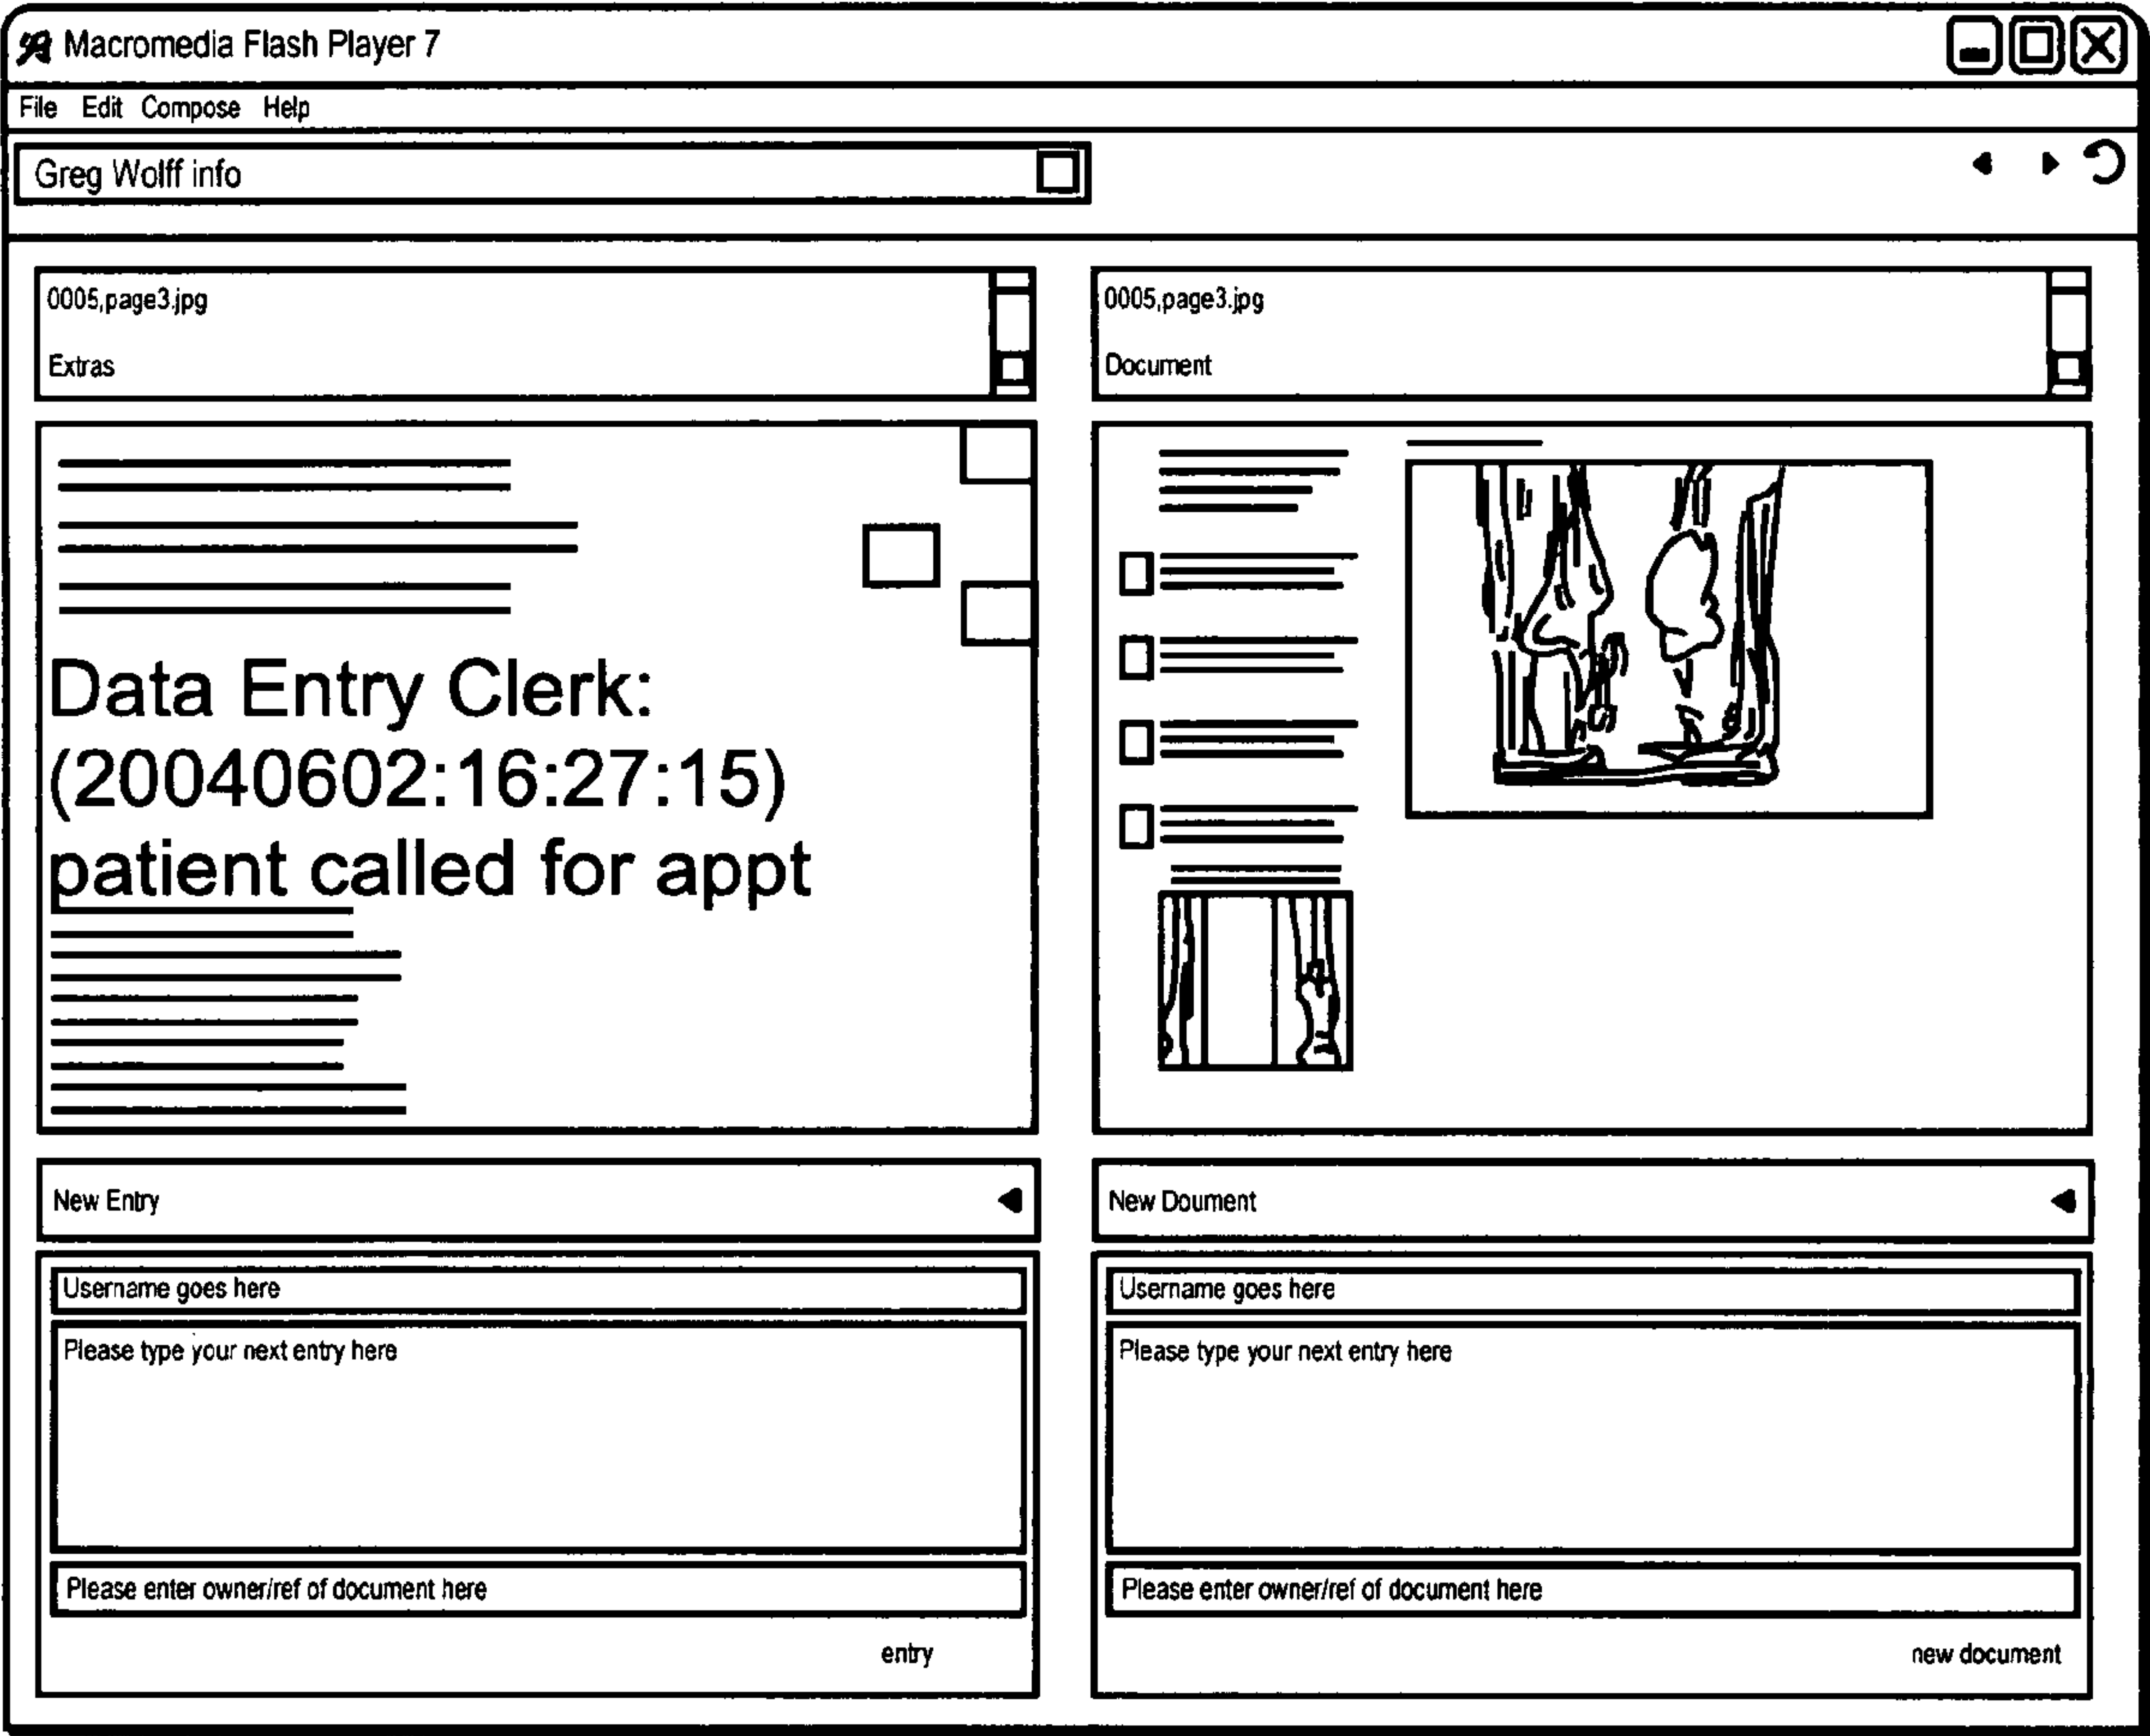 Macromedia Flash Player 7
File Edit Compose Help
Greg Wolff info
0005,page3.jpg
Extras
Data Entry Clerk:
(20040602:16:27:15)
patient called for appt
New Entry
Username goes here
Please type your next entry here
Please enter owner/ref of document here
entry
0005,page3.jpg
Document
New Doument
Username goes here
Please type your next entry here
Please enter owner/ref of document here
new document